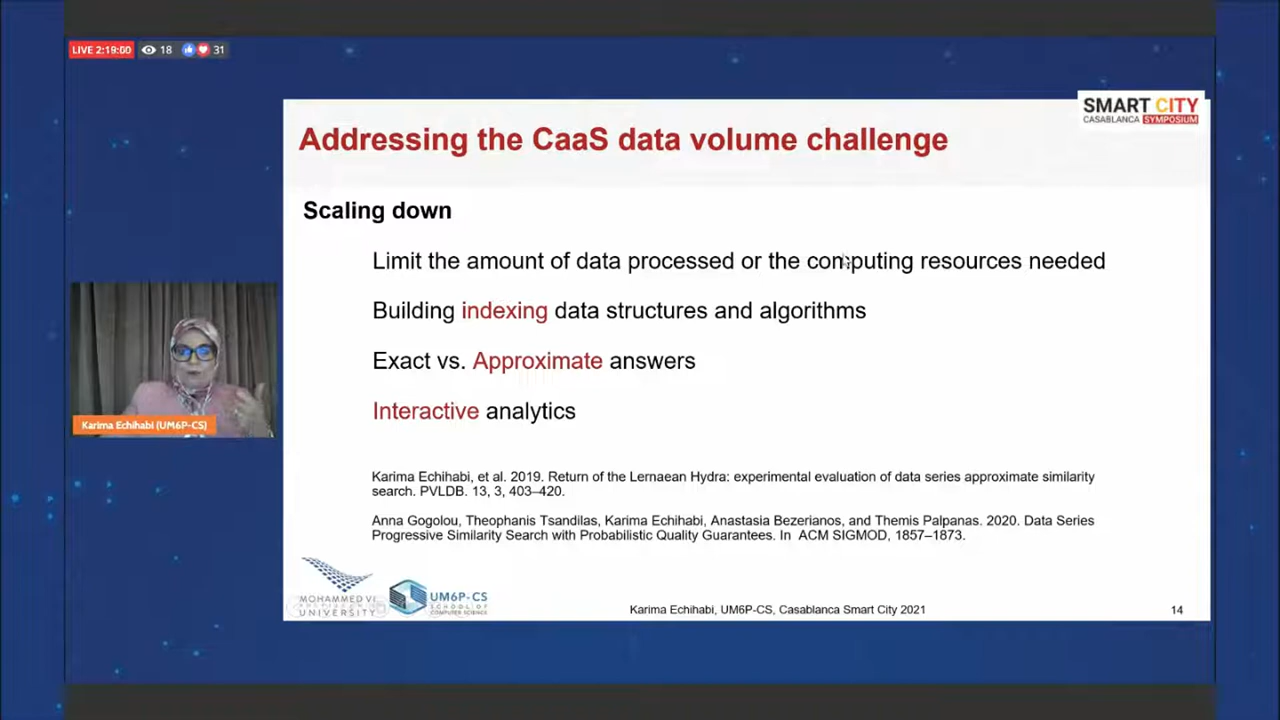 LIVE 2:19:00 18 31
SMART CITY
CASABLANCA SYMPOSIUM
Addressing the CaaS data volume challenge
Scaling down
Limit the amount of data processed or the computing resources needed
Building indexing data structures and algorithms
Exact vs. Approximate answers
Interactive analytics
Karima Echihabi (UM6P-CS)
Karima Echihabi, et al. 2019. Return of the Lernaean Hydra: experimental evaluation of data series approximate similarity
search. PVLDB. 13, 3, 403–420.
Anna Gogolou, Theophanis Tsandilas, Karima Echihabi, Anastasia Bezerianos, and Themis Palpanas. 2020. Data Series
Progressive Similarity Search with Probabilistic Quality Guarantees. In ACM SIGMOD, 1857–1873.
MOHAMMED VI
UNIVERSITY
UM6P-CS
SCHOOL OF
COMPUTER SCIENCE
Karima Echihabi, UM6P-CS, Casablanca Smart City 2021
14